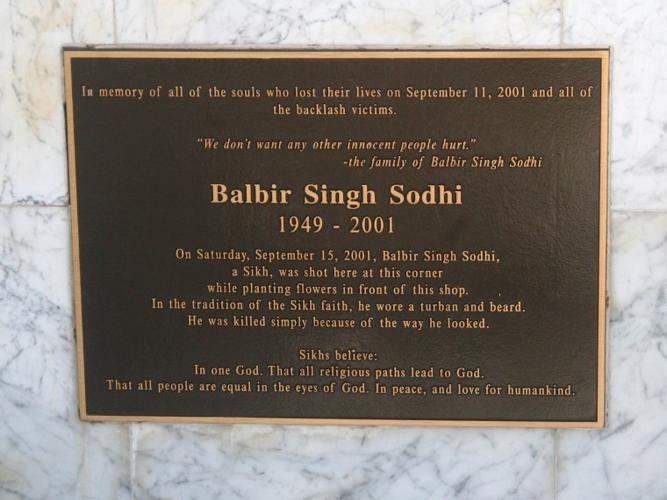 In memory of all of the souls who lost their lives on September 11, 2001 and all of
the backlash victims.
"We don't want any other innocent people hurt."
-the family of Balbir Singh Sodhi
Balbir Singh Sodhi
1949 - 2001
On Saturday, September 15, 2001, Balbir Singh Sodhi,
a Sikh, was shot here at this corner
while planting flowers in front of this shop.
In the tradition of the Sikh faith, he wore a turban and beard.
He was killed simply because of the way he looked.
Sikhs believe:
In one God. That all religious paths lead to God.
That all people are equal in the eyes of God. In peace, and love for humankind.